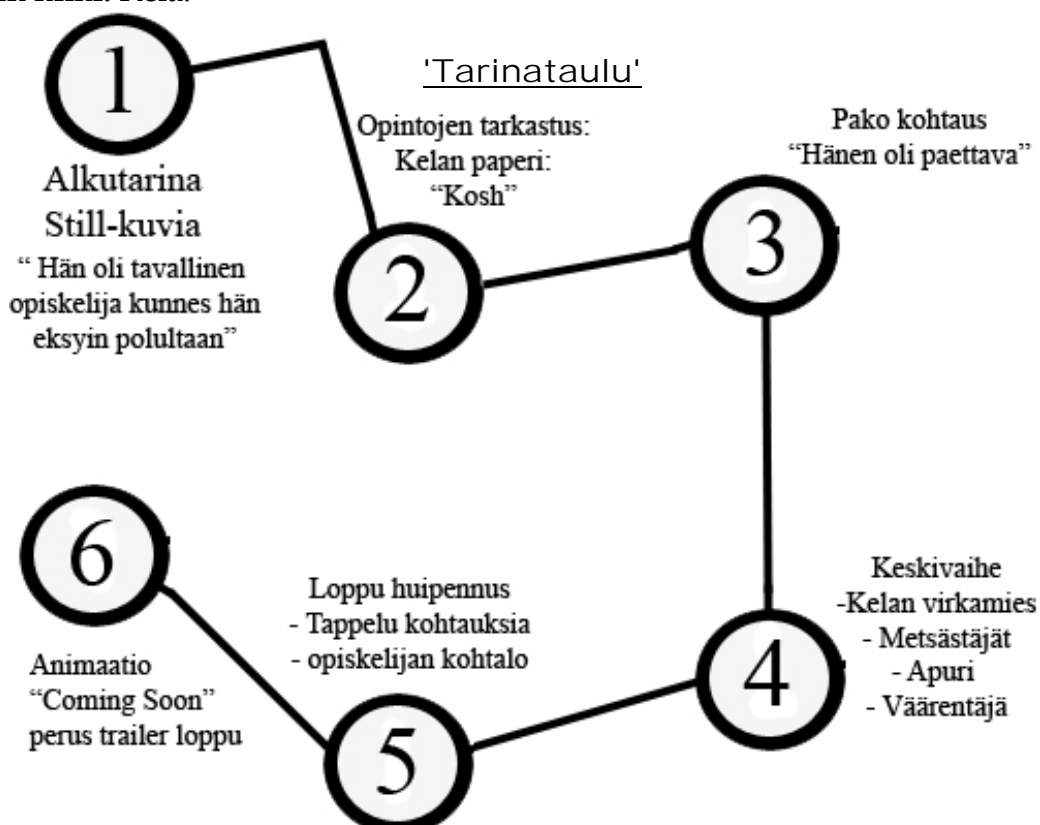 'Tarinataulu'
1
Alkutarina
Still-kuvia
“ Hän oli tavallinen
opiskelija kunnes hän
eksyin polultaan”
Opintojen tarkastus:
Kelan paperi:
“Kosh”
2
Pako kohtaus
“Hänen oli paettava”
3
Keskivaihe
-Kelan virkamies
- Metsästäjät
- Apuri
- Väärentäjä
4
Loppu huipennus
- Tappelu kohtauksia
- opiskelijan kohtalo
5
6
Animaatio
“Coming Soon”
perus trailer loppu